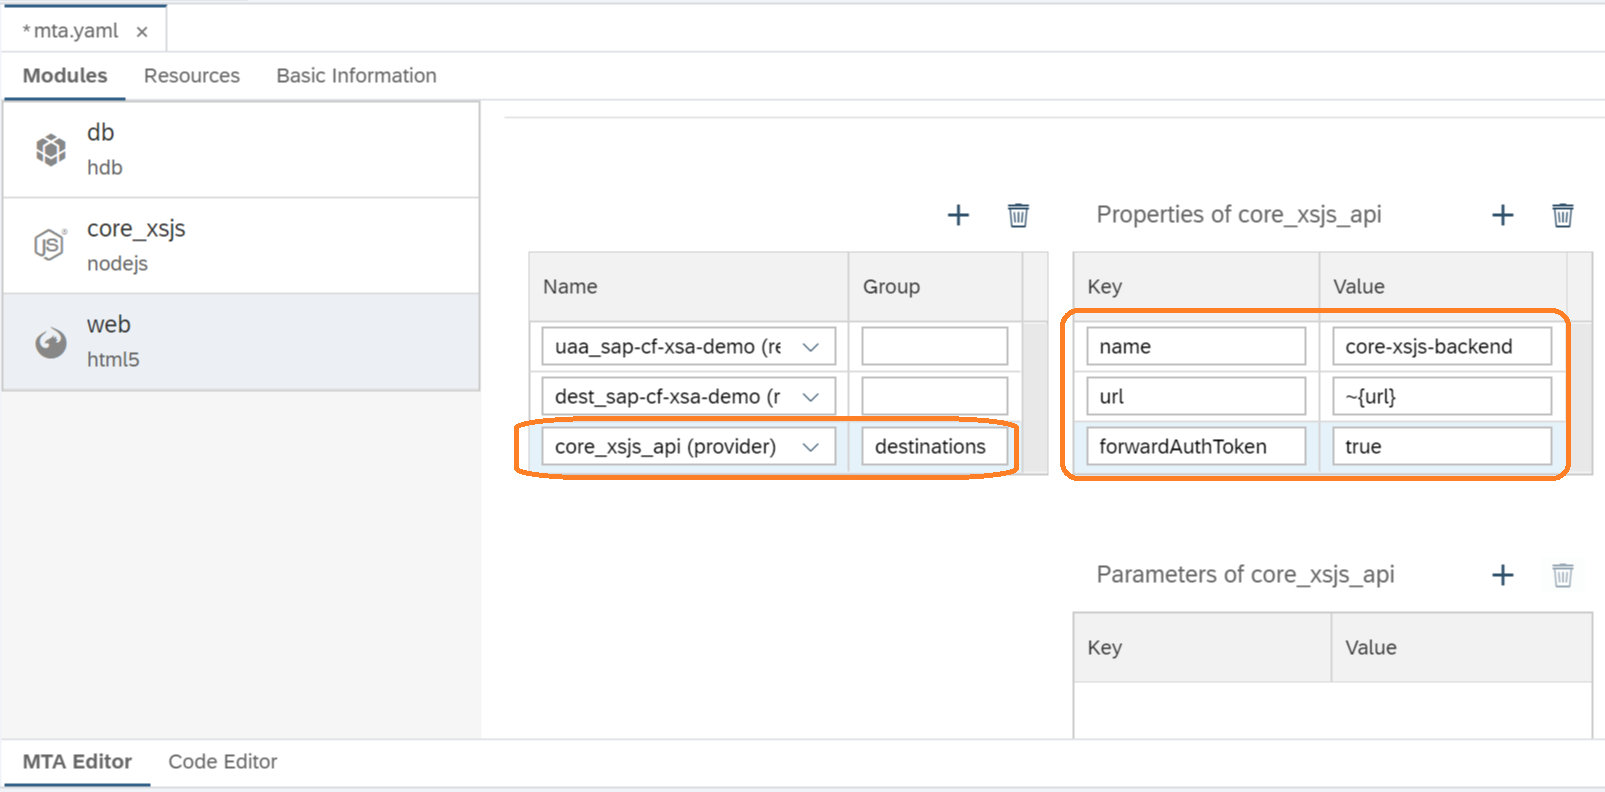 * mta.yaml ×
Modules Resources Basic Information
db
hdb
core_xsjs
nodejs
web
html5
Properties of core_xsjs_api
Name Group
Key Value
uaa_sap-cf-xsa-demo (re
name core-xsjs-backend
dest_sap-cf-xsa-demo (r
url ~{url}
core_xsjs_api (provider) destinations
forwardAuthToken true
Parameters of core_xsjs_api
Key Value
MTA Editor Code Editor